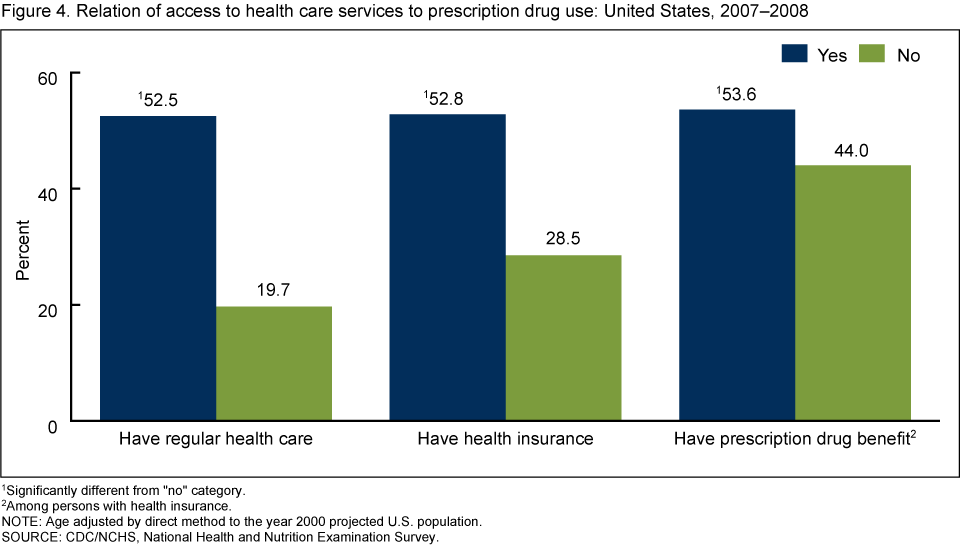 Figure 4. Relation of access to health care services to prescription drug use: United States, 2007–2008
Yes No
60
¹52.5
¹52.8
¹53.6
44.0
40
Percent
28.5
19.7
20
0
Have regular health care
Have health insurance
Have prescription drug benefit²
¹Significantly different from "no" category.
²Among persons with health insurance.
NOTE: Age adjusted by direct method to the year 2000 projected U.S. population.
SOURCE: CDC/NCHS, National Health and Nutrition Examination Survey.